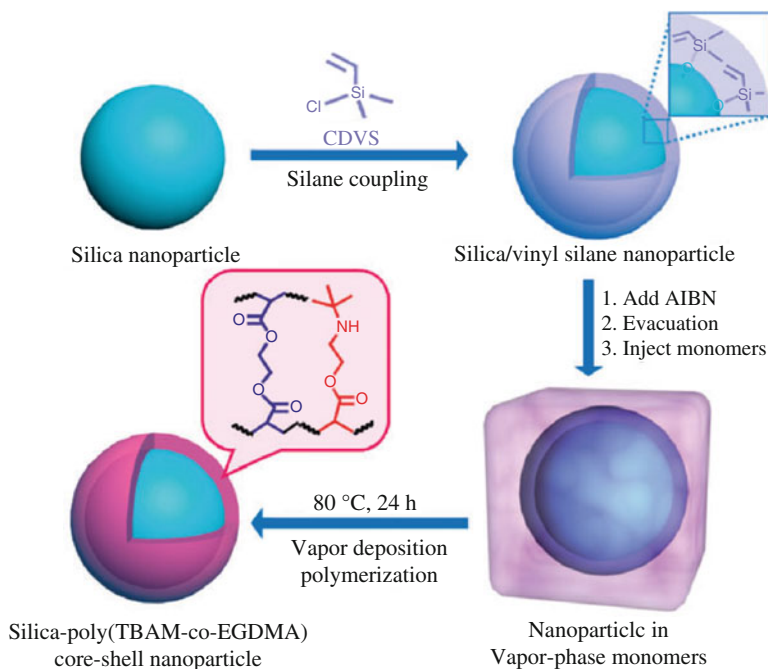 Si
Cl
CDVS
Silane coupling
Si
O
Si
O
Silica nanoparticle
Silica/vinyl silane nanoparticle
1. Add AIBN
2. Evacuation
3. Inject monomers
O
O
NH
O
O
O
O
80 °C, 24 h
Vapor deposition
polymerization
Silica-poly(TBAM-co-EGDMA)
core-shell nanoparticle
Nanoparticlc in
Vapor-phase monomers